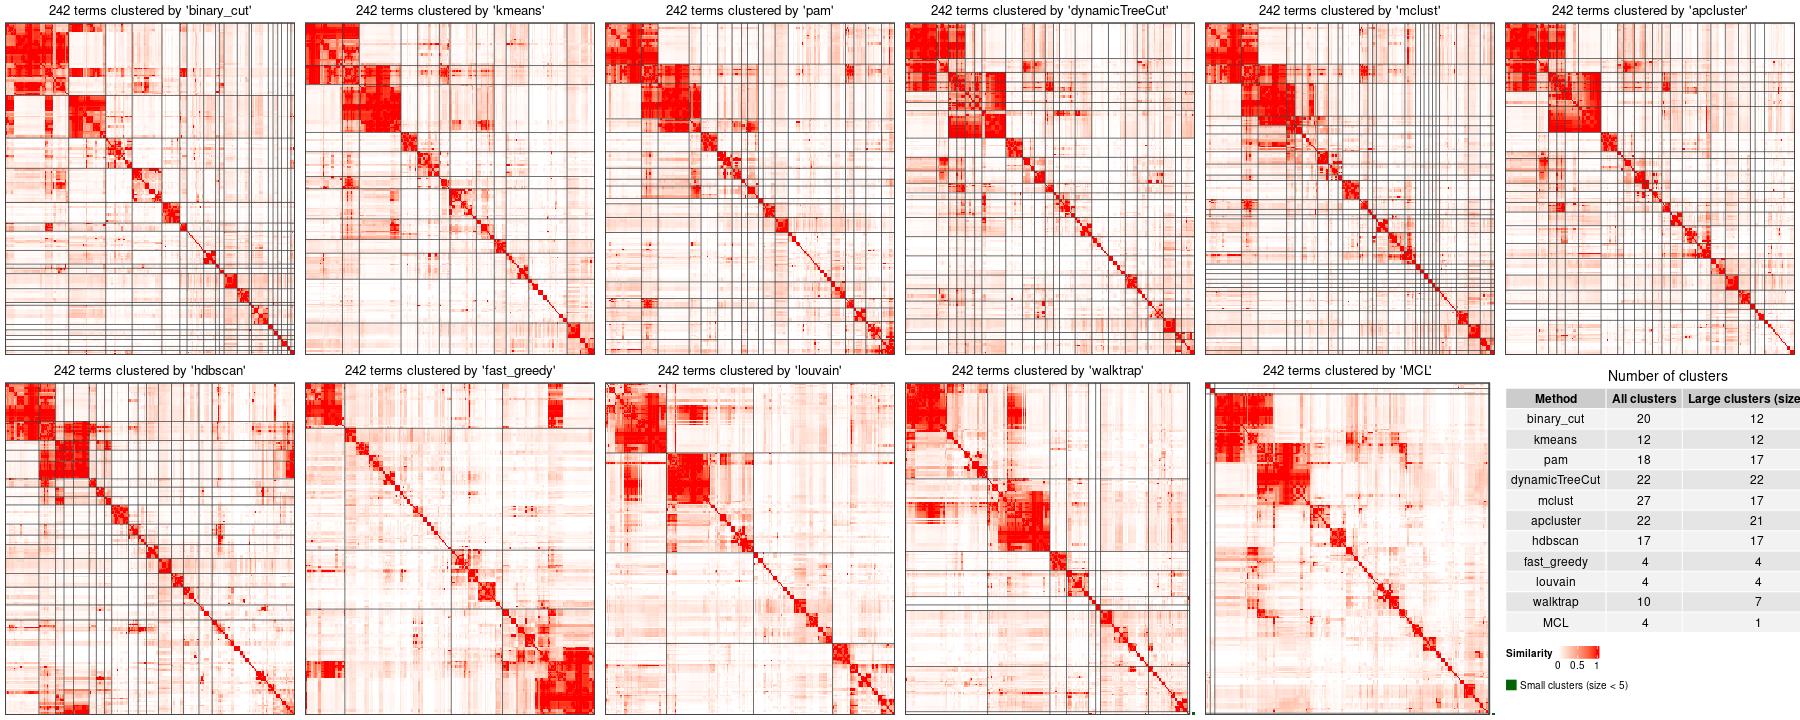 242 terms clustered by 'binary_cut'
242 terms clustered by 'kmeans'
242 terms clustered by 'pam'
242 terms clustered by 'dynamicTreeCut'
242 terms clustered by 'mclust'
242 terms clustered by 'apcluster'
242 terms clustered by 'hdbscan'
242 terms clustered by 'fast_greedy'
242 terms clustered by 'louvain'
242 terms clustered by 'walktrap'
242 terms clustered by 'MCL'
Number of clusters
Method All clusters Large clusters (size
binary_cut 20 12
kmeans 12 12
pam 18 17
dynamicTreeCut 22 22
mclust 27 17
apcluster 22 21
hdbscan 17 17
fast_greedy 4 4
louvain 4 4
walktrap 10 7
MCL 4 1
Similarity
0 0.5 1
Small clusters (size < 5)